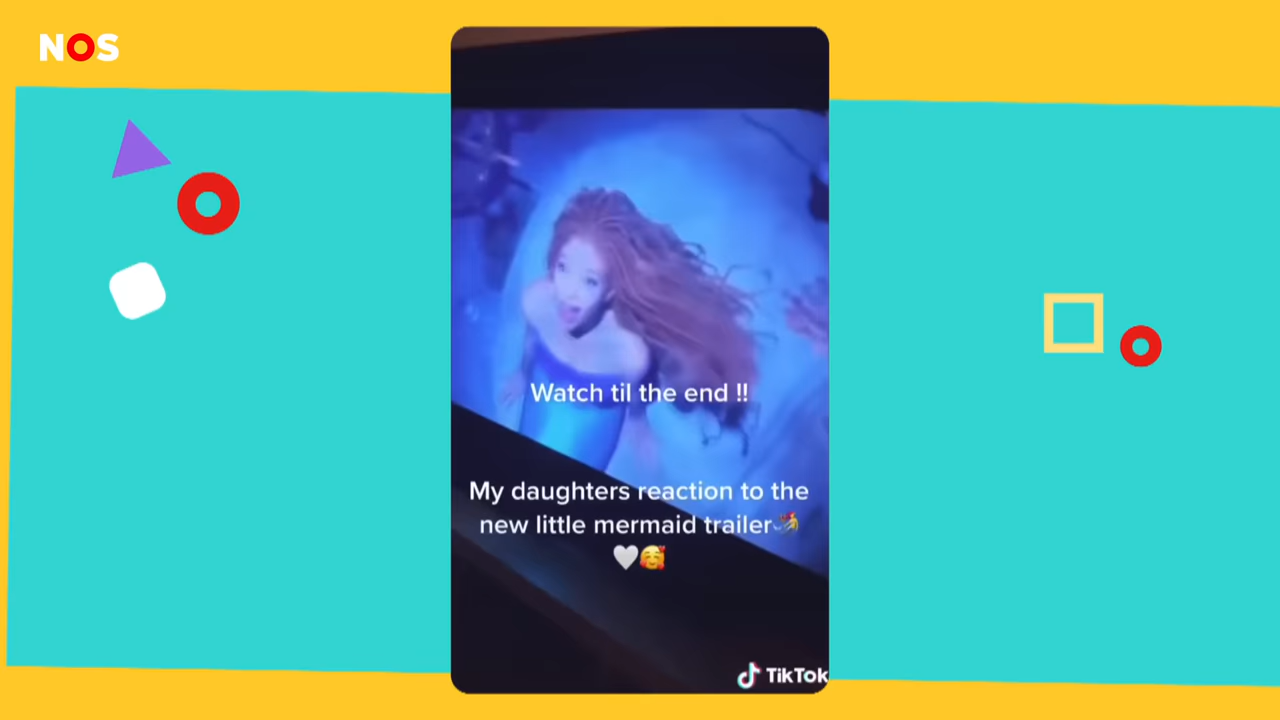 NOS
Watch til the end !!
My daughters reaction to the
new little mermaid trailer🧜‍♀️
🤍🥰
TikTok